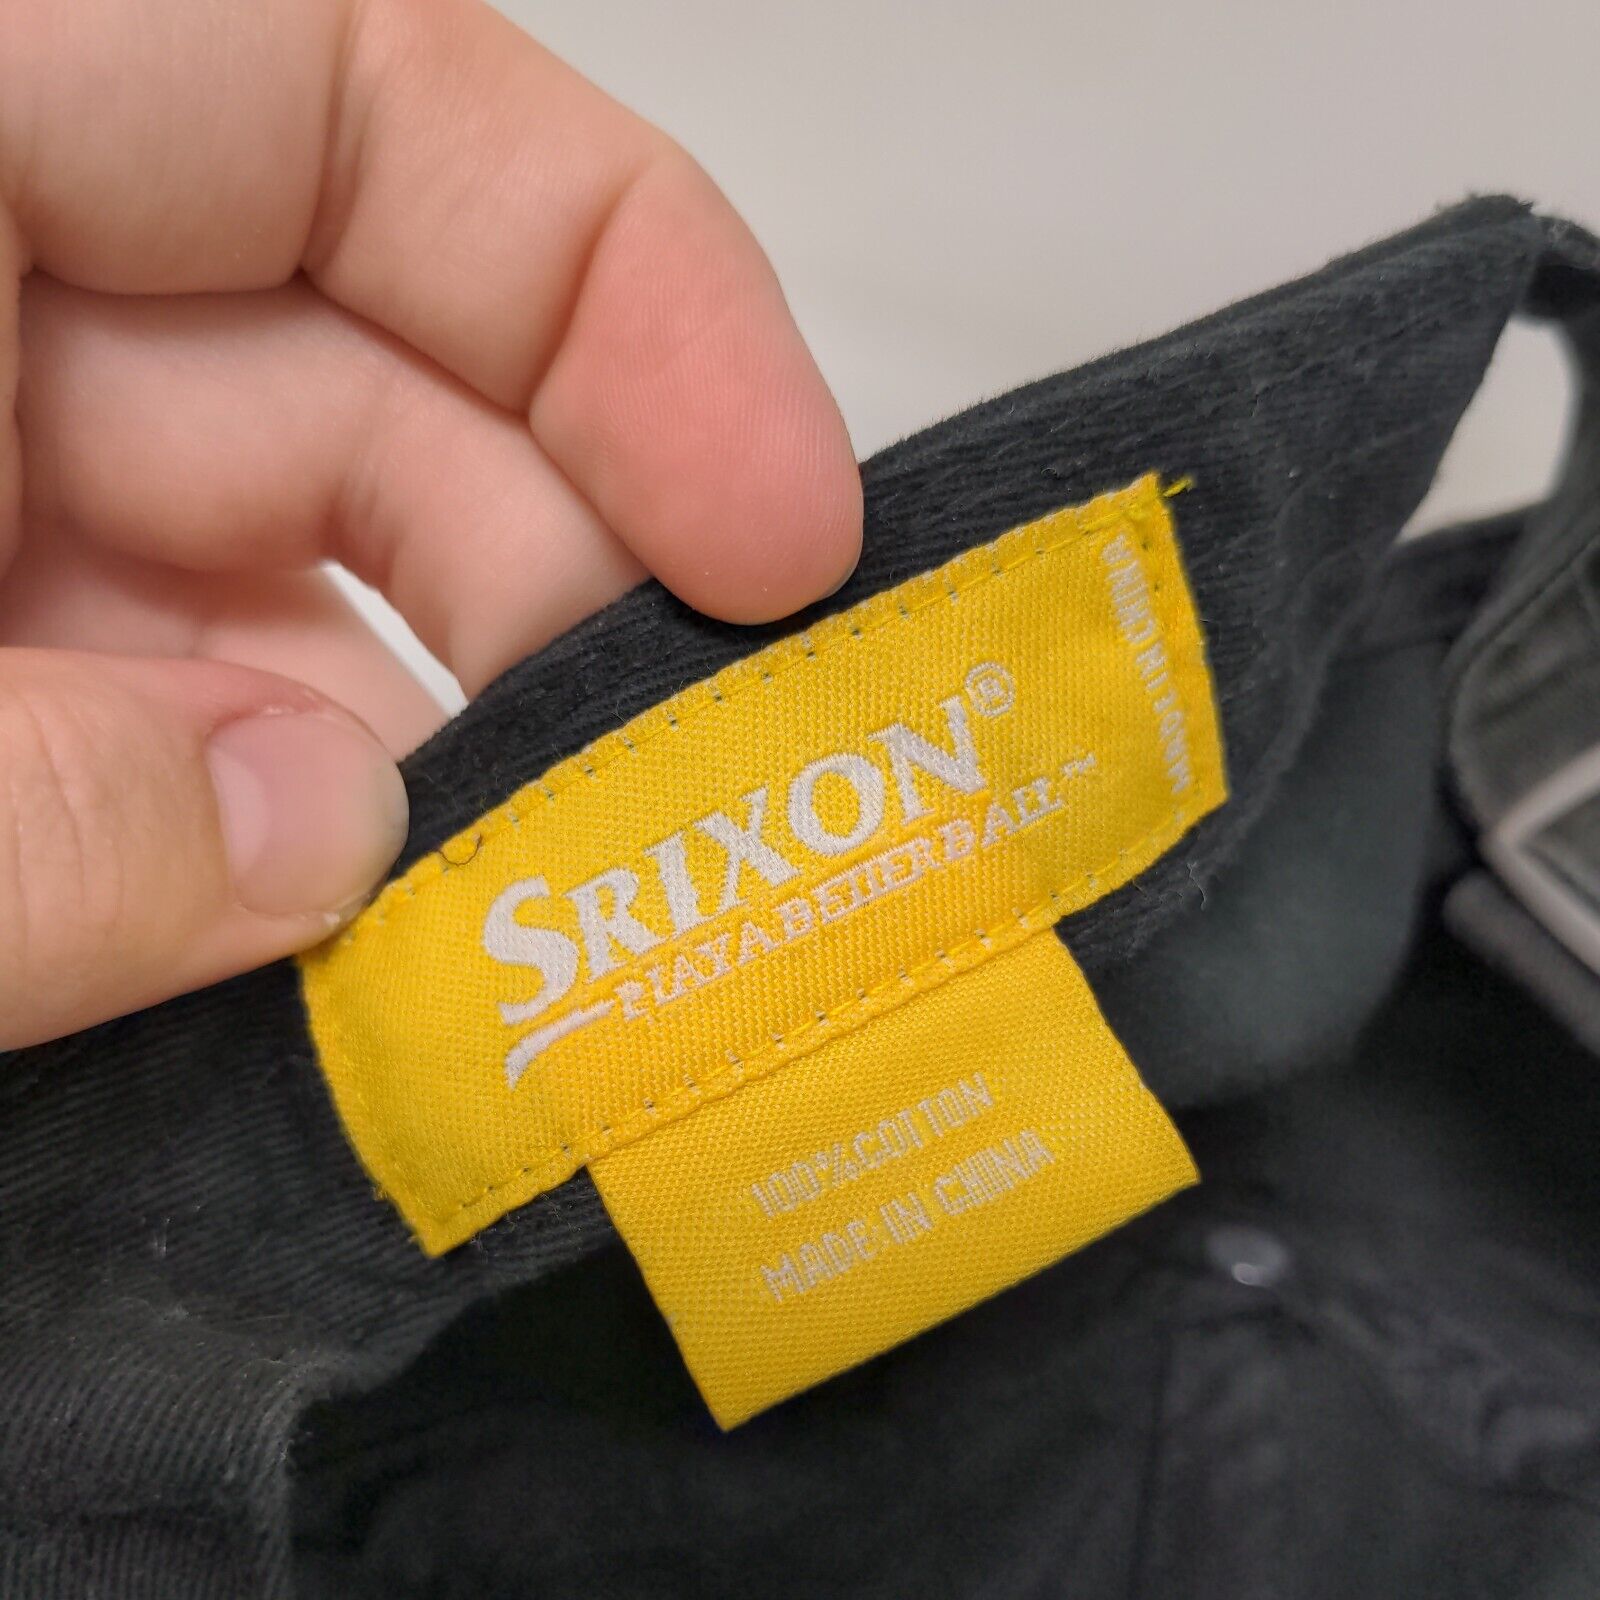 SRIXON®
PLAY A BETTER BALL™
MADE IN CHINA
100% COTTON
MADE IN CHINA